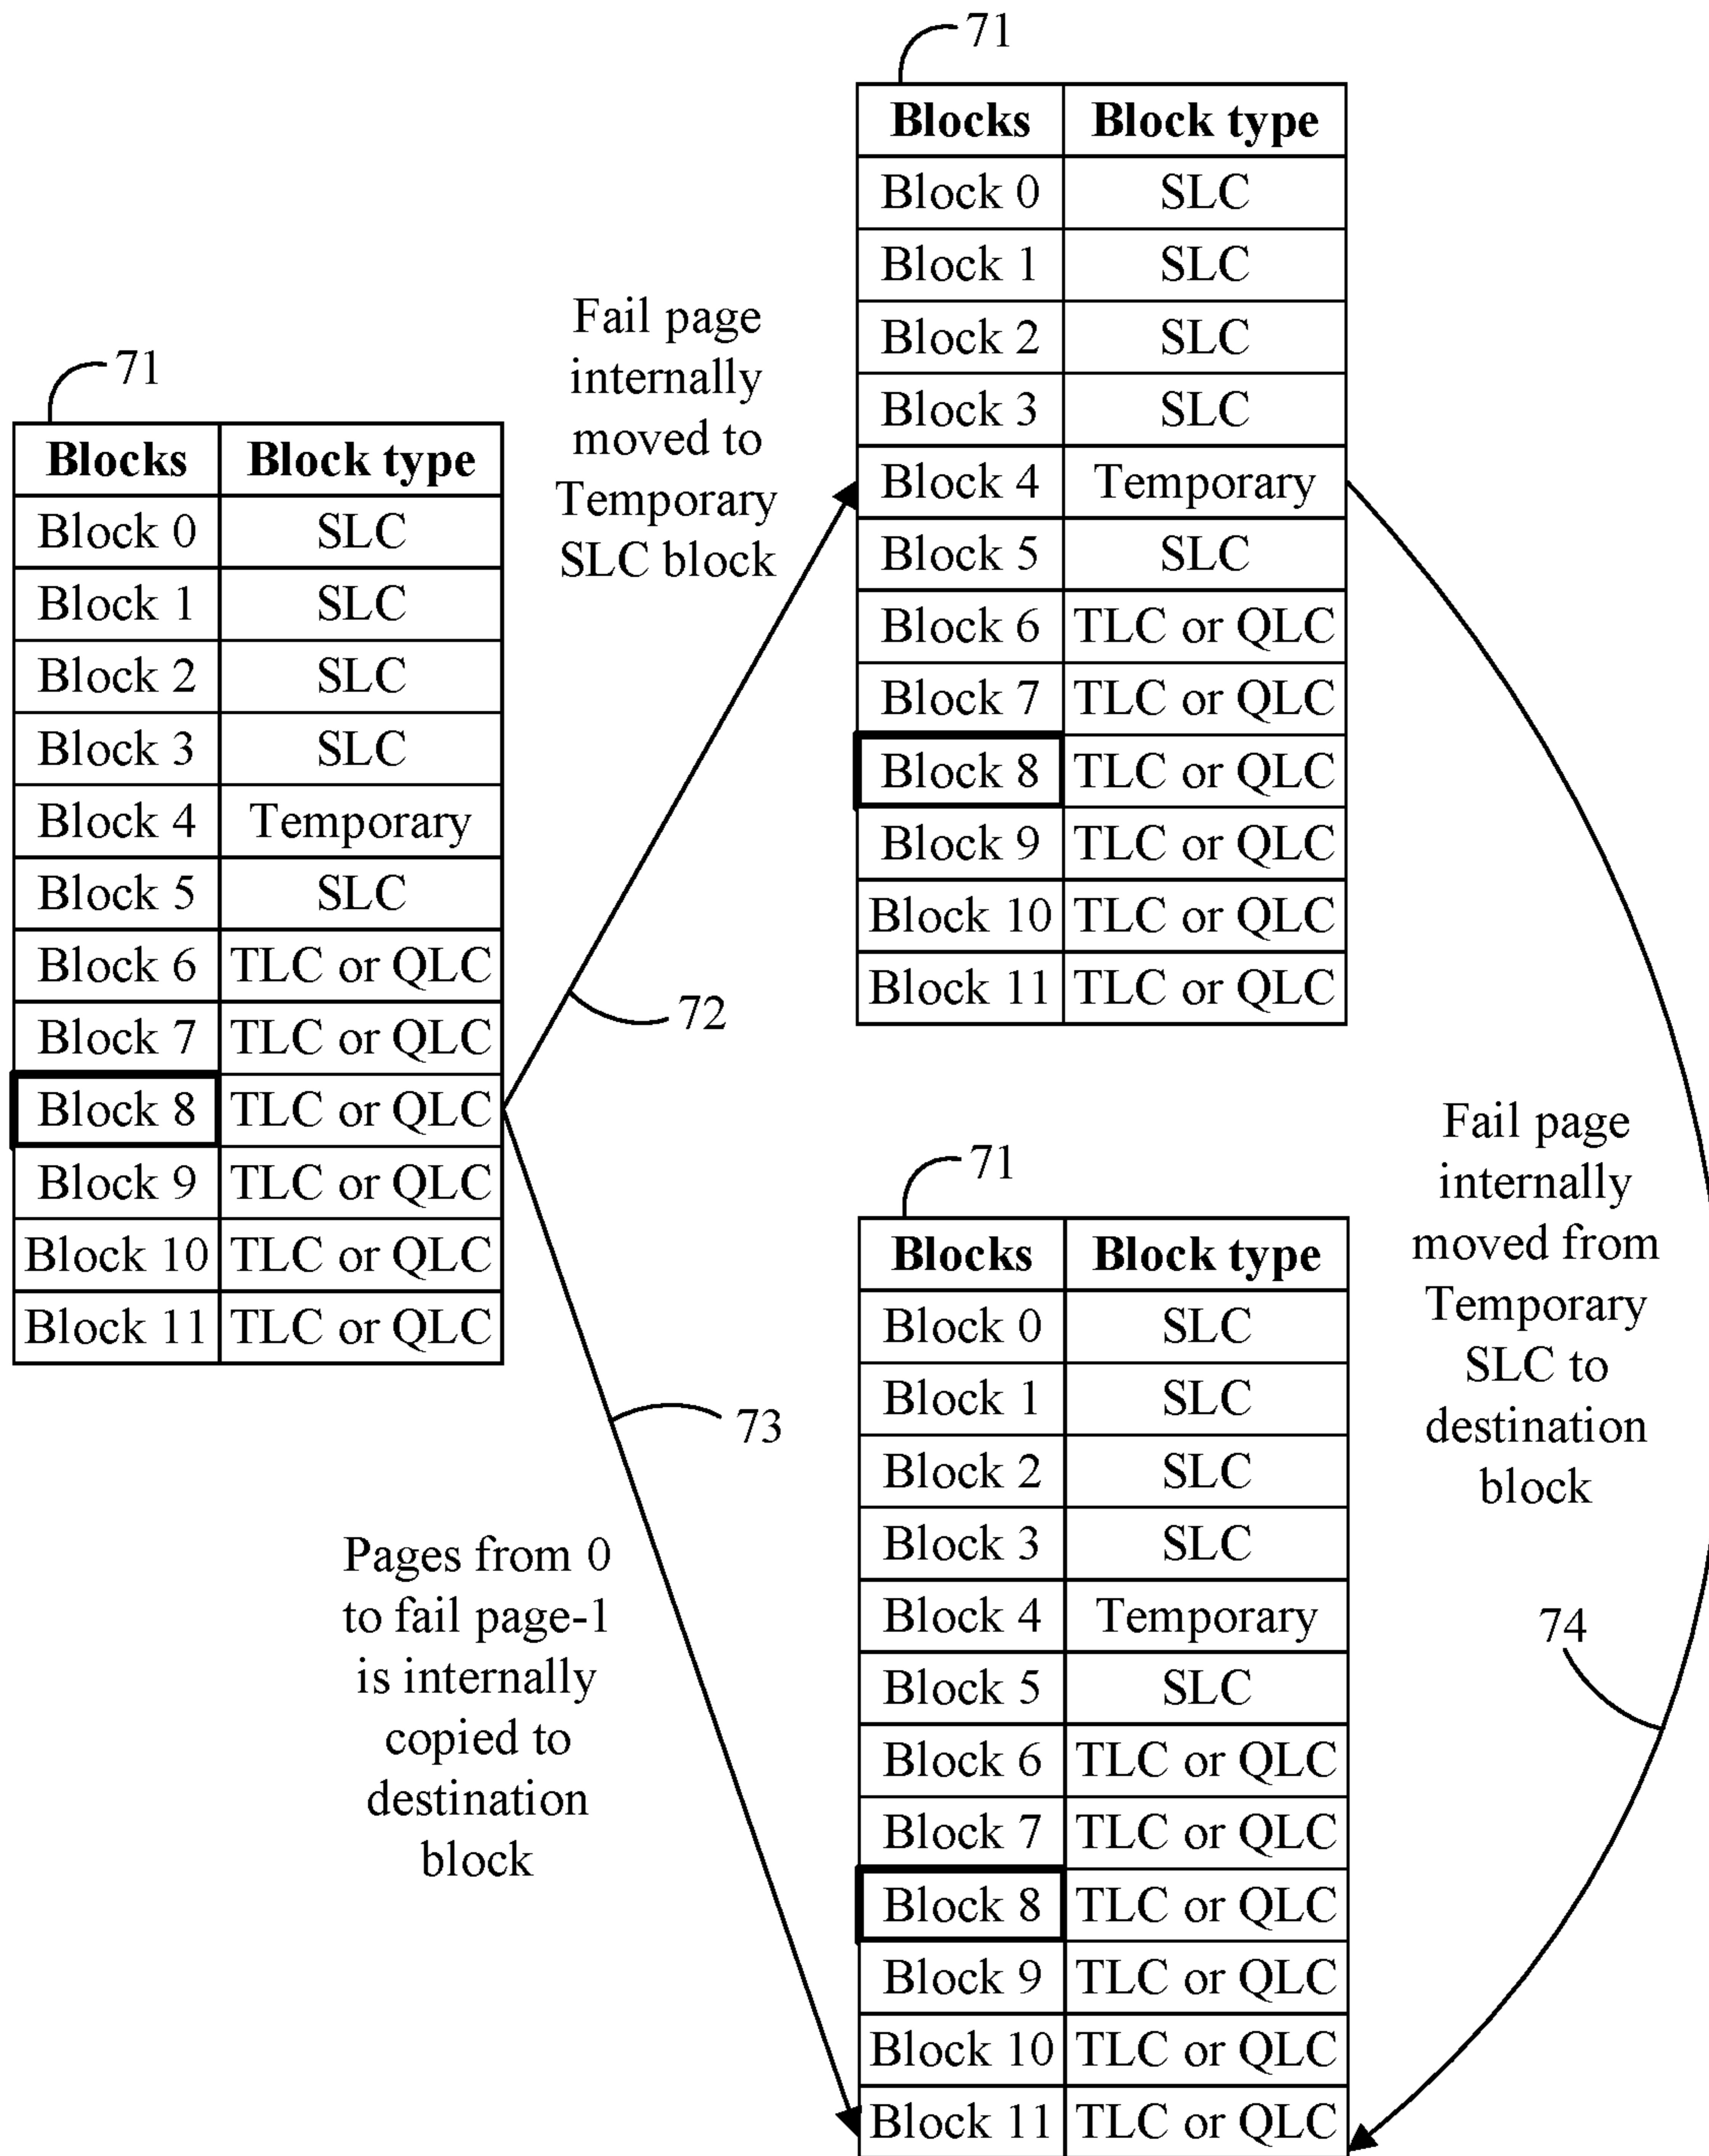 71
Blocks Block type
Block 0 SLC
Block 1 SLC
Block 2 SLC
Block 3 SLC
Block 4 Temporary
Block 5 SLC
Block 6 TLC or QLC
Block 7 TLC or QLC
Block 8 TLC or QLC
Block 9 TLC or QLC
Block 10 TLC or QLC
Block 11 TLC or QLC
Fail page
internally
moved to
Temporary
SLC block
72
71
Blocks Block type
Block 0 SLC
Block 1 SLC
Block 2 SLC
Block 3 SLC
Block 4 Temporary
Block 5 SLC
Block 6 TLC or QLC
Block 7 TLC or QLC
Block 8 TLC or QLC
Block 9 TLC or QLC
Block 10 TLC or QLC
Block 11 TLC or QLC
73
Pages from 0
to fail page-1
is internally
copied to
destination
block
71
Blocks Block type
Block 0 SLC
Block 1 SLC
Block 2 SLC
Block 3 SLC
Block 4 Temporary
Block 5 SLC
Block 6 TLC or QLC
Block 7 TLC or QLC
Block 8 TLC or QLC
Block 9 TLC or QLC
Block 10 TLC or QLC
Block 11 TLC or QLC
Fail page
internally
moved from
Temporary
SLC to
destination
block
74